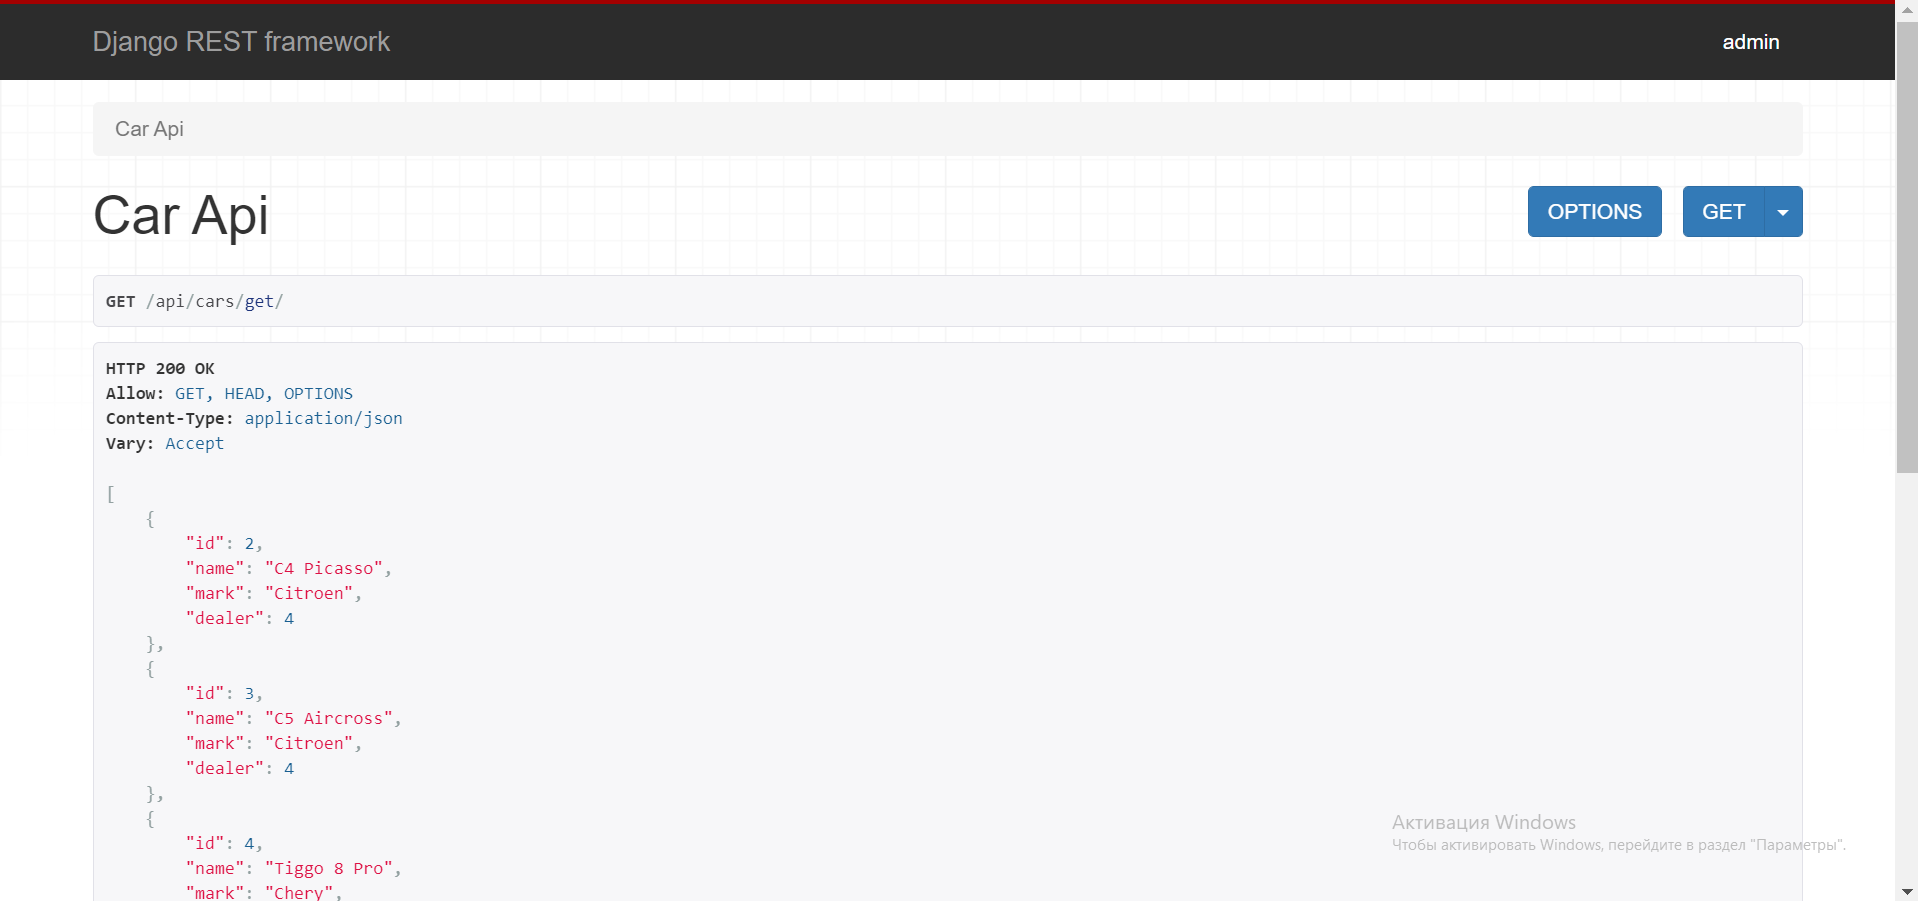 Django REST framework
admin
Car Api
Car Api
OPTIONS
GET
GET /api/cars/get/
HTTP 200 OK
Allow: GET, HEAD, OPTIONS
Content-Type: application/json
Vary: Accept
[
{
"id": 2,
"name": "C4 Picasso",
"mark": "Citroen",
"dealer": 4
},
{
"id": 3,
"name": "C5 Aircross",
"mark": "Citroen",
"dealer": 4
},
{
"id": 4,
"name": "Tiggo 8 Pro",
"mark": "Chery",
Активация Windows
Чтобы активировать Windows, перейдите в раздел "Параметры".